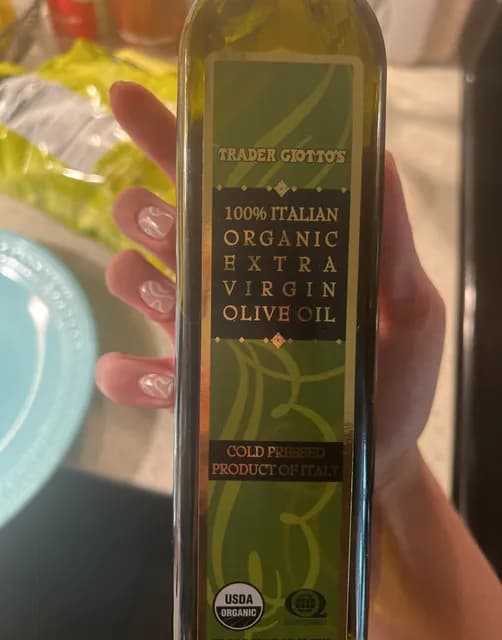 TRADER GIOTTO'S
100% ITALIAN
ORGANIC
EXTRA
VIRGIN
OLIVE OIL
COLD PRESSED
PRODUCT OF ITALY
USDA
ORGANIC